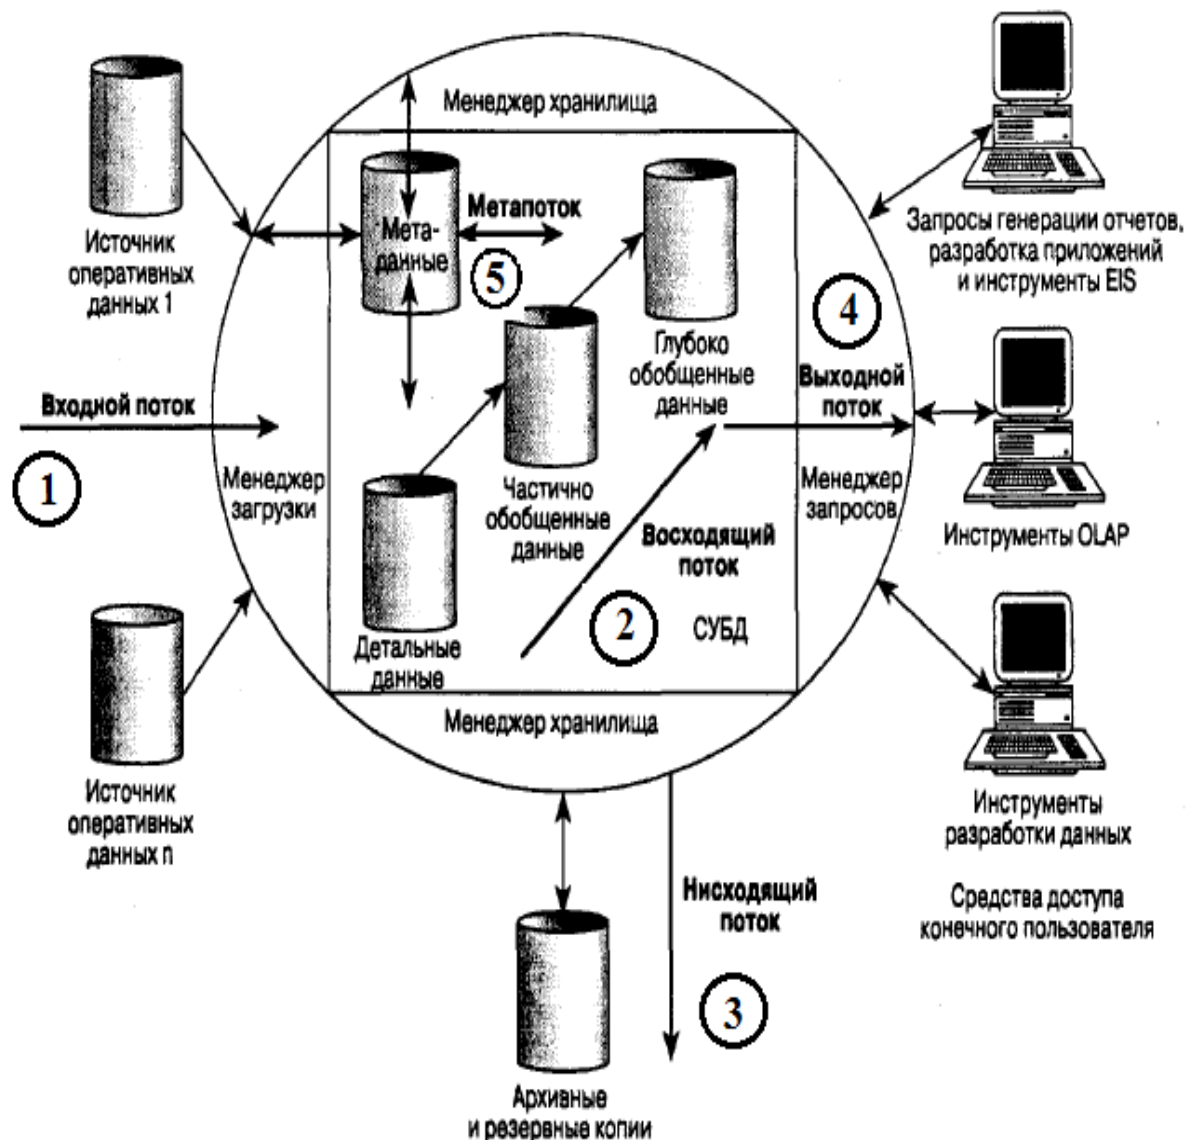 Менеджер хранилища
Источник
оперативных
данных 1
Мета-
данные
Метапоток
5
Глубоко
обобщенные
данные
Запросы генерации отчетов,
разработка приложений
и инструменты EIS
4
Входной поток
1
Менеджер
загрузки
Частично
обобщенные
данные
Выходной
поток
Менеджер
запросов
Инструменты OLAP
Восходящий
поток
2
СУБД
Детальные
данные
Менеджер хранилища
Источник
оперативных
данных n
Инструменты
разработки данных
Нисходящий
поток
3
Средства доступа
конечного пользователя
Архивные
и резервные копии